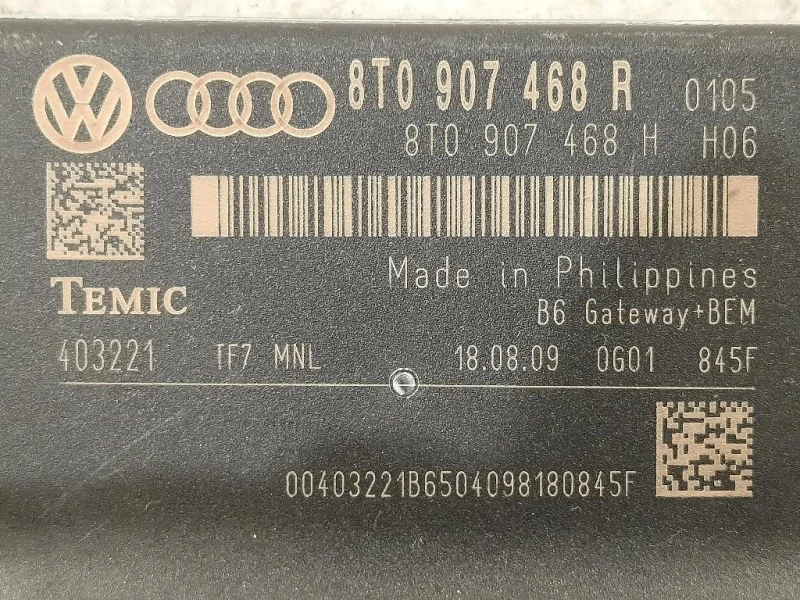 8T0 907 468 R 0105
8T0 907 468 H H06
TEMIC
Made in Philippines
B6 Gateway+BEM
403221 TF7 MNL 18.08.09 0G01 845F
00403221B6504098180845F